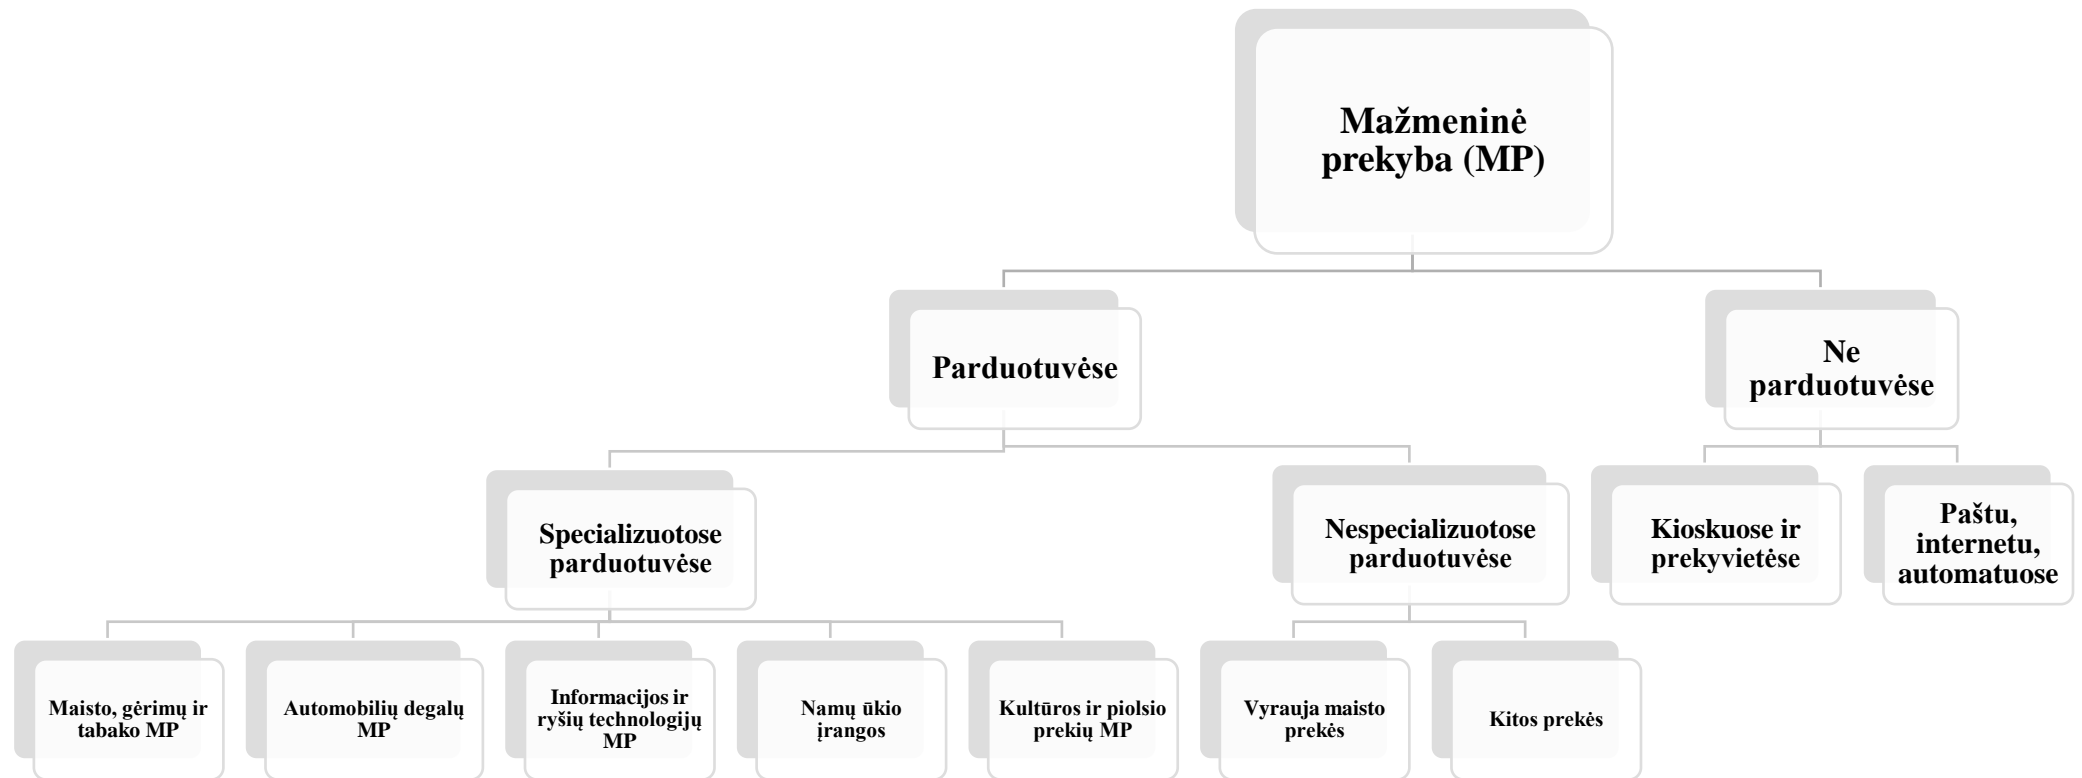 Mažmeninė
prekyba (MP)
Parduotuvėse
Ne
parduotuvėse
Specializuotose
parduotuvėse
Nespecializuotose
parduotuvėse
Kioskuose ir
prekyvietėse
Paštu,
internetu,
automatuose
Maisto, gėrimų ir
tabako MP
Automobilių degalų
MP
Informacijos ir
ryšių technologijų
MP
Namų ūkio
įrangos
Kultūros ir piolsio
prekių MP
Vyrauja maisto
prekės
Kitos prekės